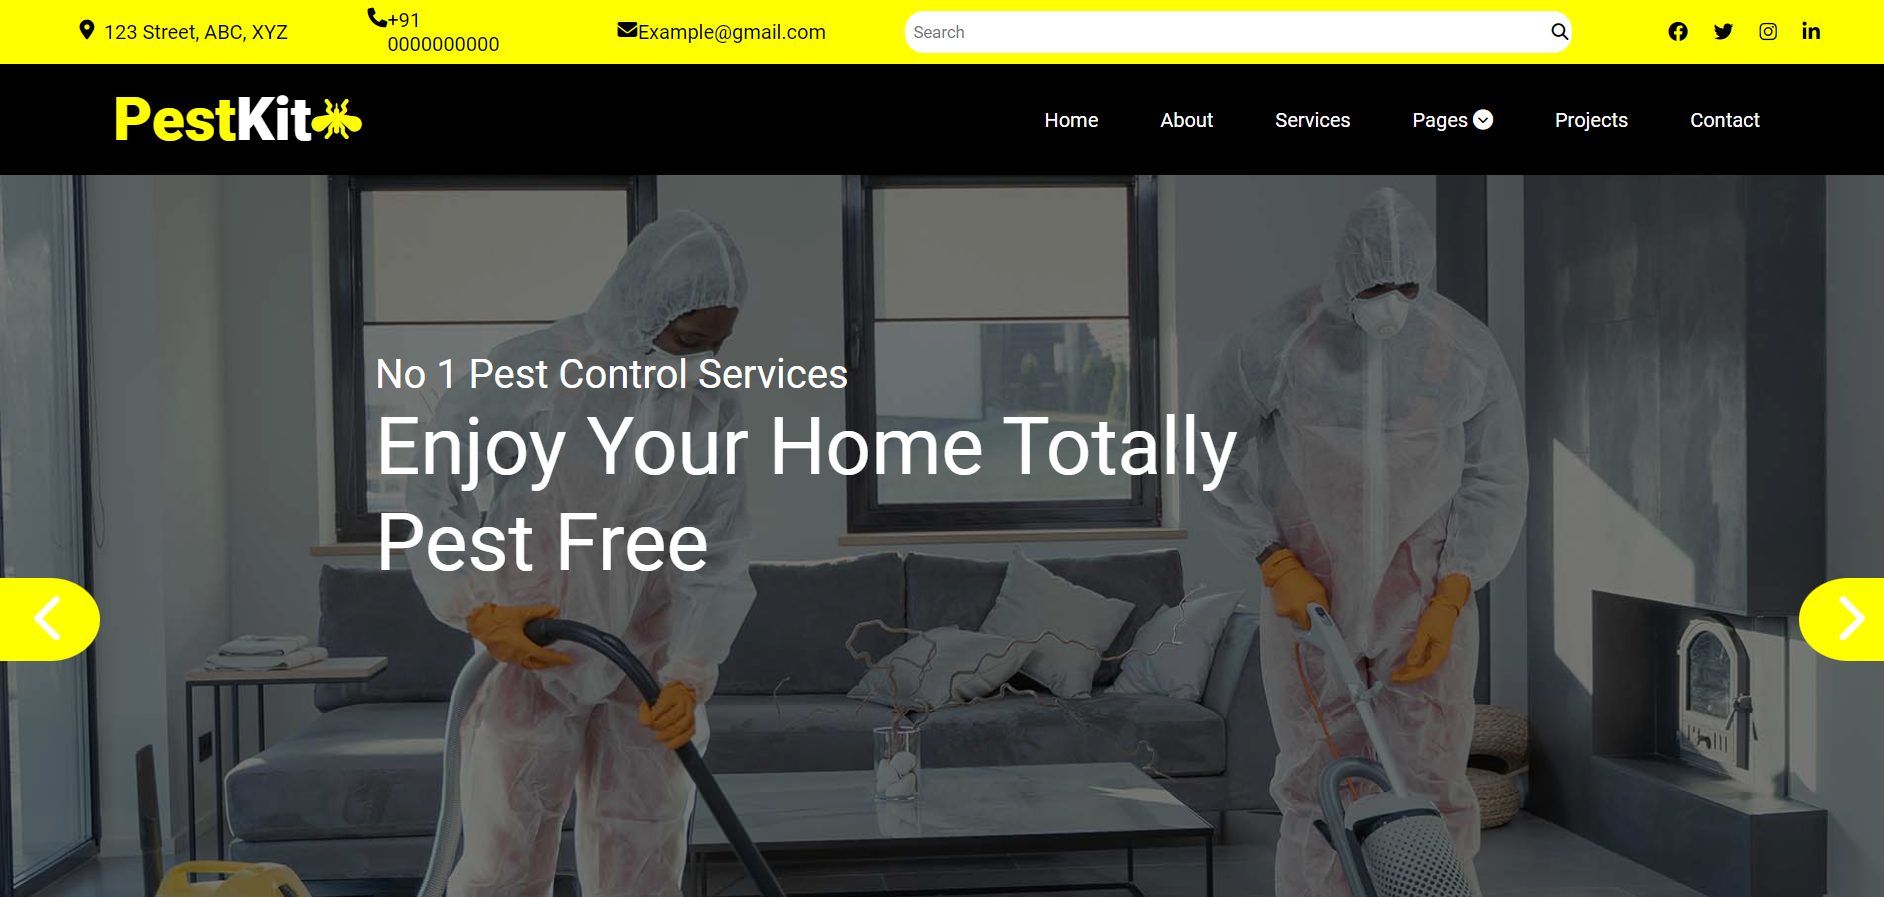 123 Street, ABC, XYZ
+91
0000000000
Example@gmail.com
Search
PestKit
Home
About
Services
Pages
Projects
Contact
No 1 Pest Control Services
Enjoy Your Home Totally
Pest Free